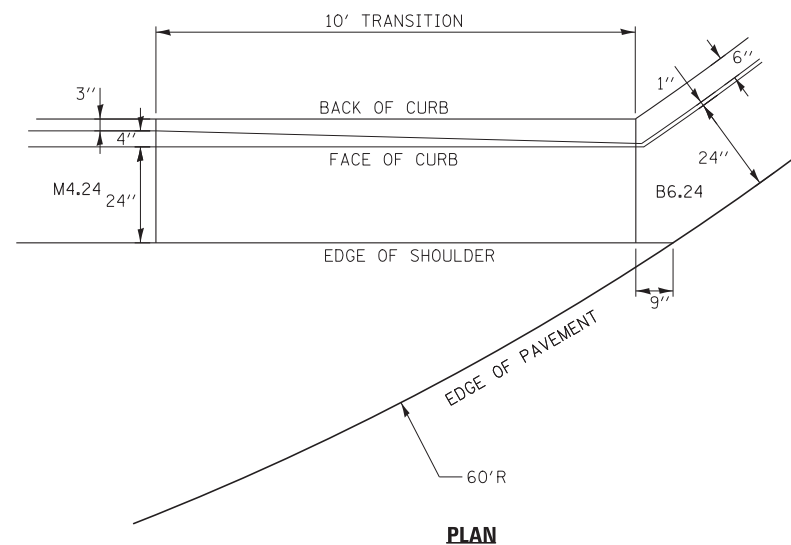 10' TRANSITION
6"
1"
3"
BACK OF CURB
4"
FACE OF CURB
24"
M4.24
24"
B6.24
EDGE OF SHOULDER
9"
EDGE OF PAVEMENT
60'R
PLAN